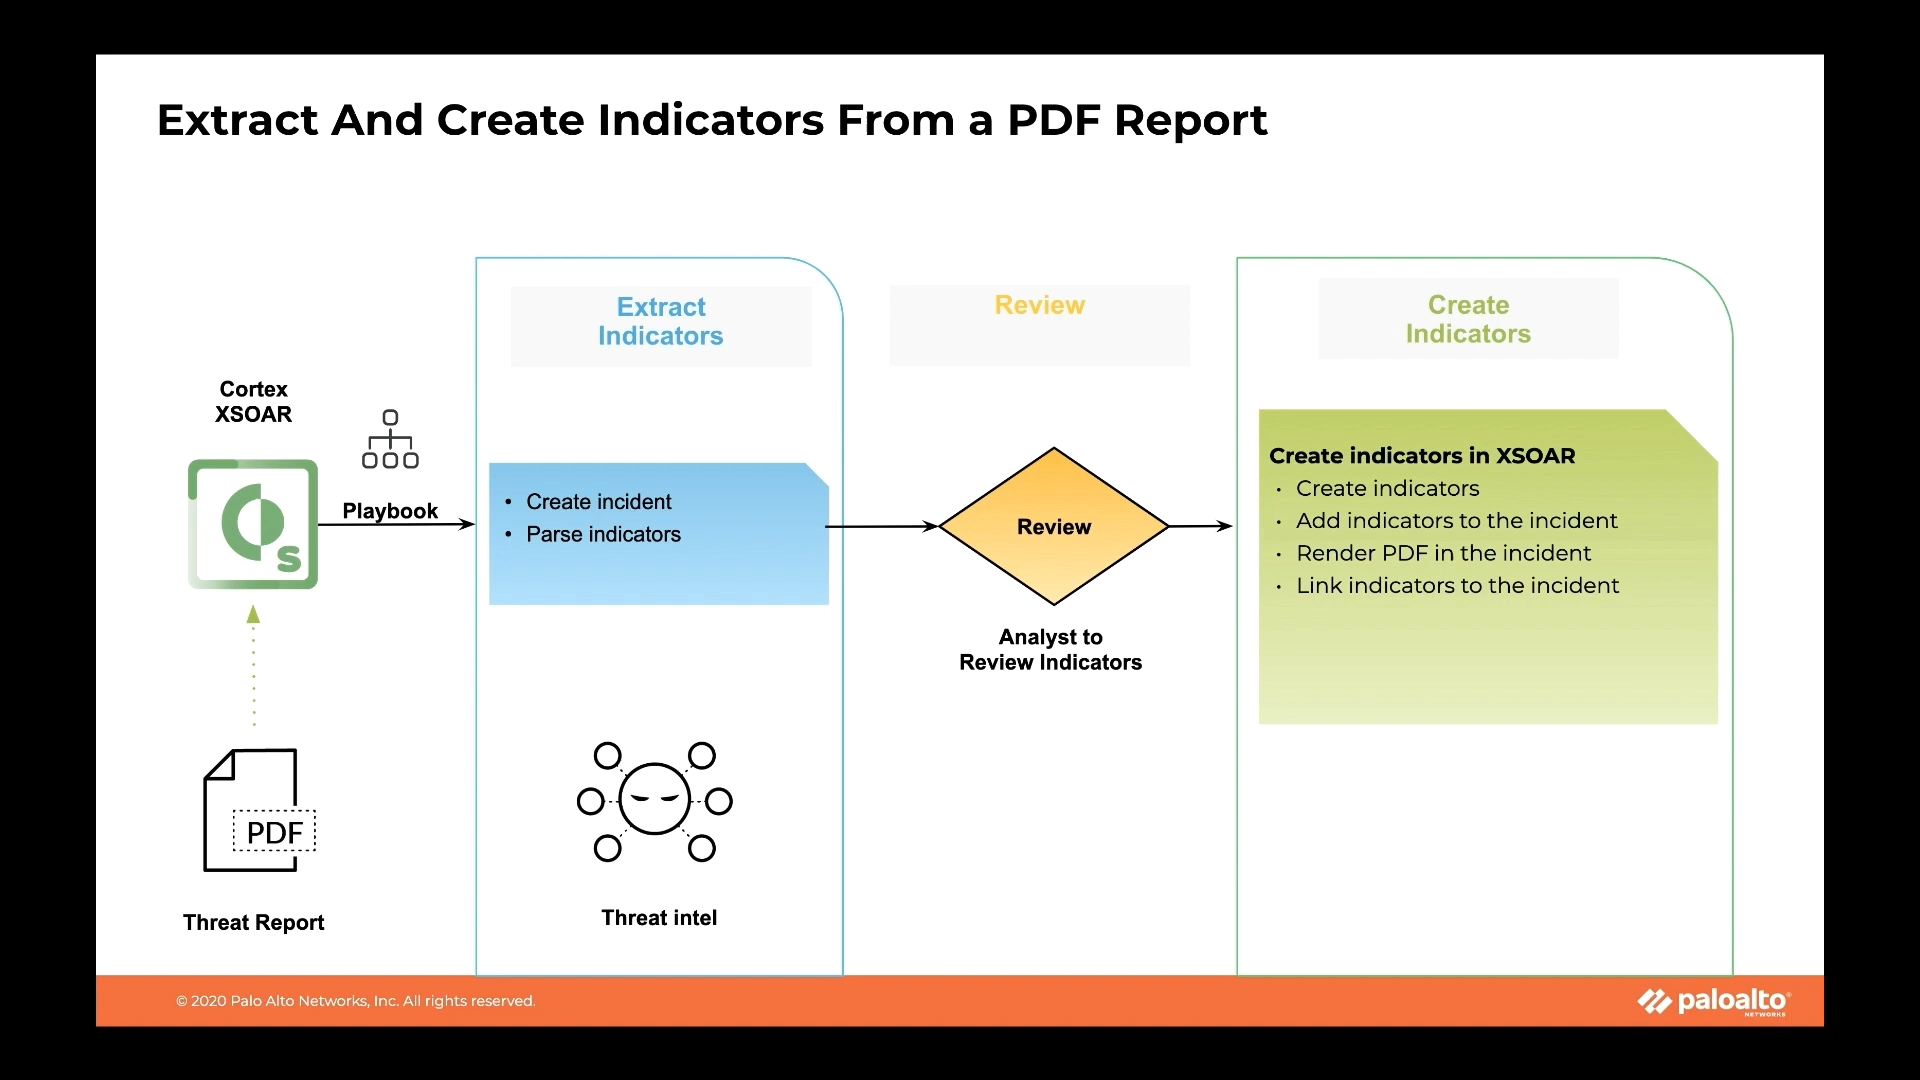 Extract And Create Indicators From a PDF Report
Extract
Indicators
Review
Create
Indicators
Cortex
XSOAR
S
Playbook
• Create incident
• Parse indicators
Review
Analyst to
Review Indicators
Create indicators in XSOAR
• Create indicators
• Add indicators to the incident
• Render PDF in the incident
• Link indicators to the incident
PDF
Threat Report
Threat intel
© 2020 Palo Alto Networks, Inc. All rights reserved.
paloalto®
NETWORKS